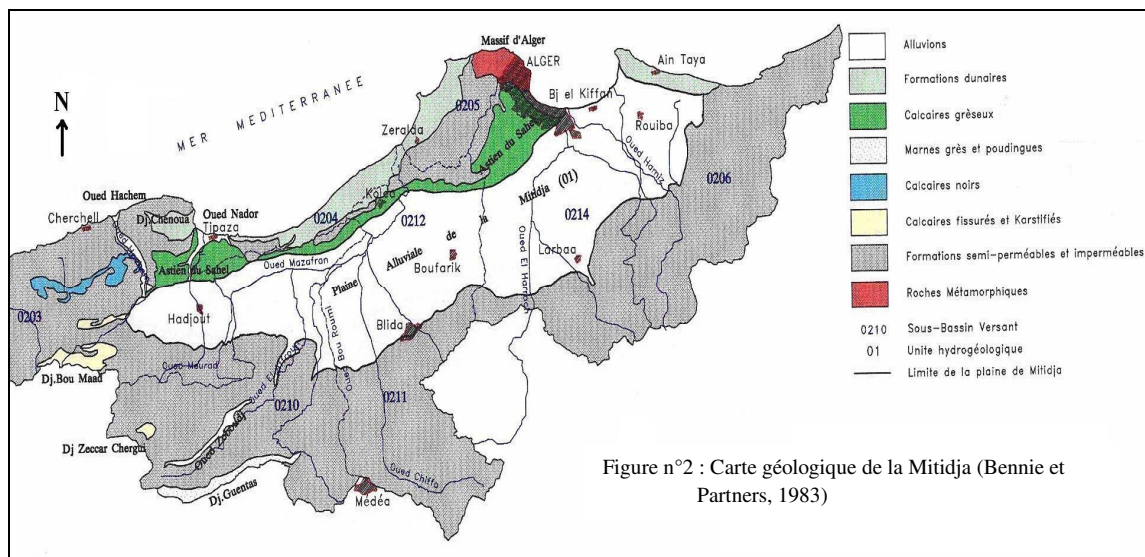 Massif d'Alger
ALGER
Ain Taya
Bj el Kiffan
Rouiba
MER MEDITERRANEE
N
0205
Zeralda
Astien du Sahel
Oued Hamiz
0206
Oued Hachem
Cherchell
Dj.Chenoua
Oued Nador
Tipaza
0204
Koléa
0212
Mitidja (01)
0214
Astien du Sahel
Oued Mazafran
Alluviale de la
Boufarik
Larbaa
Oued El Harrach
0203
Hadjout
Plaine
Oued Bou Roumi
Blida
Oued Mourad
Dj.Bou Maad
0210
0211
Dj Zeccar Chergui
Oued Chiffa
Dj.Guentas
Médéa
Alluvions
Formations dunaires
Calcaires grèseux
Marnes grès et poudingues
Calcaires noirs
Calcaires fissurés et Karstifiés
Formations semi-perméables et imperméables
Roches Métamorphiques
0210 Sous-Bassin Versant
01 Unite hydrogéologique
Limite de la plaine de Mitidja
Figure n°2 : Carte géologique de la Mitidja (Bennie et
Partners, 1983)